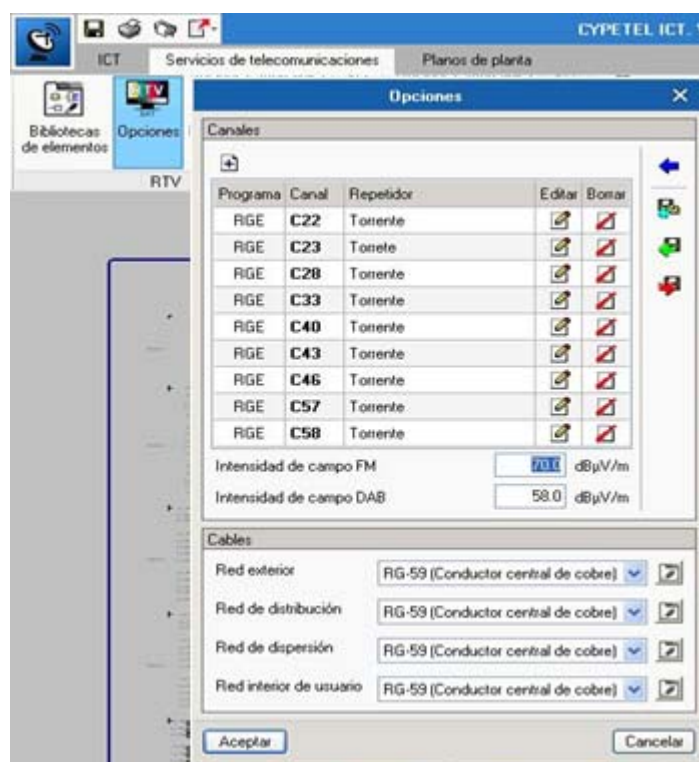 CYPETEL ICT.
ICT Servicios de telecomunicaciones Planos de planta
Bibliotecas de elementos
Opciones
RTV
Opciones
Canales
Programa Canal Repetidor Editar Borrar
RGE C22 Torrente
RGE C23 Torrete
RGE C28 Torrente
RGE C33 Torrente
RGE C40 Torrente
RGE C43 Torrente
RGE C46 Torrente
RGE C57 Torrente
RGE C58 Torrente
Intensidad de campo FM 70.0 dBµV/m
Intensidad de campo DAB 58.0 dBµV/m
Cables
Red exterior RG-59 (Conductor central de cobre)
Red de distribución RG-59 (Conductor central de cobre)
Red de dispersión RG-59 (Conductor central de cobre)
Red interior de usuario RG-59 (Conductor central de cobre)
Aceptar Cancelar